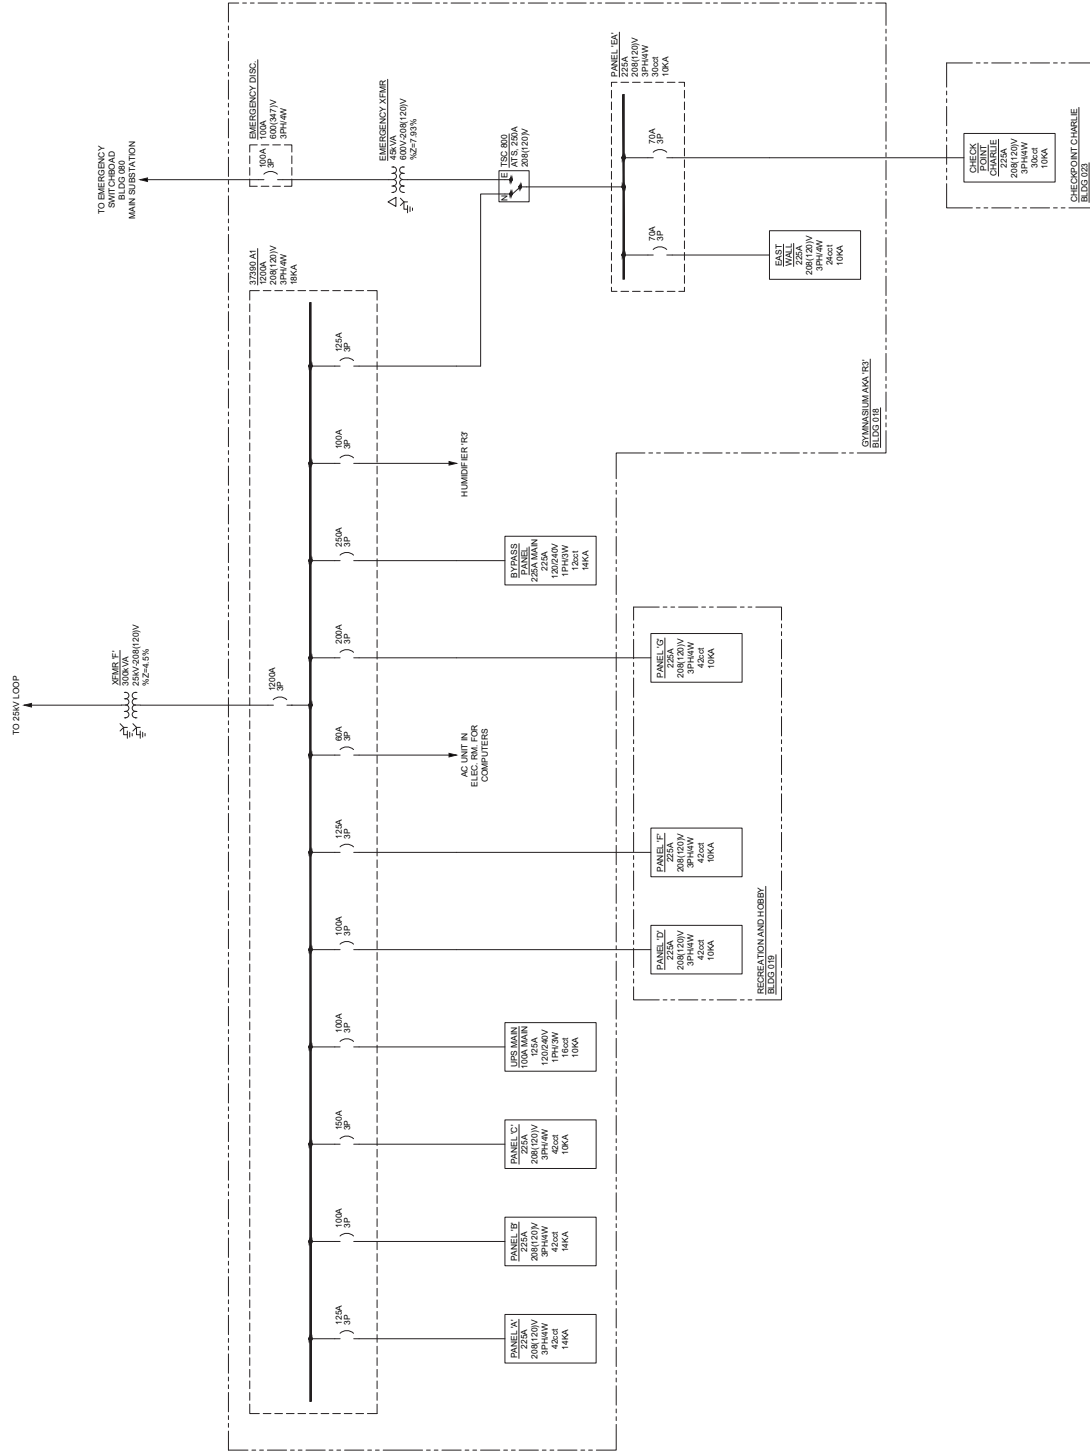 TO 25kV LOOP
XFMR 'F'
300kVA
25kV-208(120)V
%Z=4.5%
TO EMERGENCY
SWITCHBOAD
BLDG 080
MAIN SUBSTATION
EMERGENCY DISC.
100A
600(347)V
3PH/4W
100A
3P
EMERGENCY XFMR
45kVA
600V-208(120)V
%Z=7.93%
TSC 800
ATS, 250A
208(120)V
N
E
37390 A1
1200A
208(120)V
3PH/4W
18KA
1200A
3P
125A
3P
100A
3P
150A
3P
100A
3P
100A
3P
125A
3P
60A
3P
200A
3P
250A
3P
100A
3P
125A
3P
PANEL 'A'
225A
208(120)V
3PH/4W
42cct
14KA
PANEL 'B'
225A
208(120)V
3PH/4W
42cct
14KA
PANEL 'C'
225A
208(120)V
3PH/4W
42cct
10KA
UPS MAIN
100A MAIN
125A
120/240V
1PH/3W
16cct
10KA
PANEL 'D'
225A
208(120)V
3PH/4W
42cct
10KA
PANEL 'F'
225A
208(120)V
3PH/4W
42cct
10KA
AC UNIT IN
ELEC. RM. FOR
COMPUTERS
PANEL 'G'
225A
208(120)V
3PH/4W
42cct
10KA
BYPASS
PANEL
225A MAIN
225A
120/240V
1PH/3W
12cct
14KA
HUMIDIFIER 'R3'
RECREATION AND HOBBY
BLDG 019
GYMNASIUM AKA 'R3'
BLDG 018
PANEL 'EA'
225A
208(120)V
3PH/4W
30cct
10KA
70A
3P
70A
3P
EAST
WALL
225A
208(120)V
3PH/4W
24cct
10KA
CHECK
POINT
CHARLIE
225A
208(120)V
3PH/4W
30cct
10KA
CHECKPOINT CHARLIE
BLDG 023